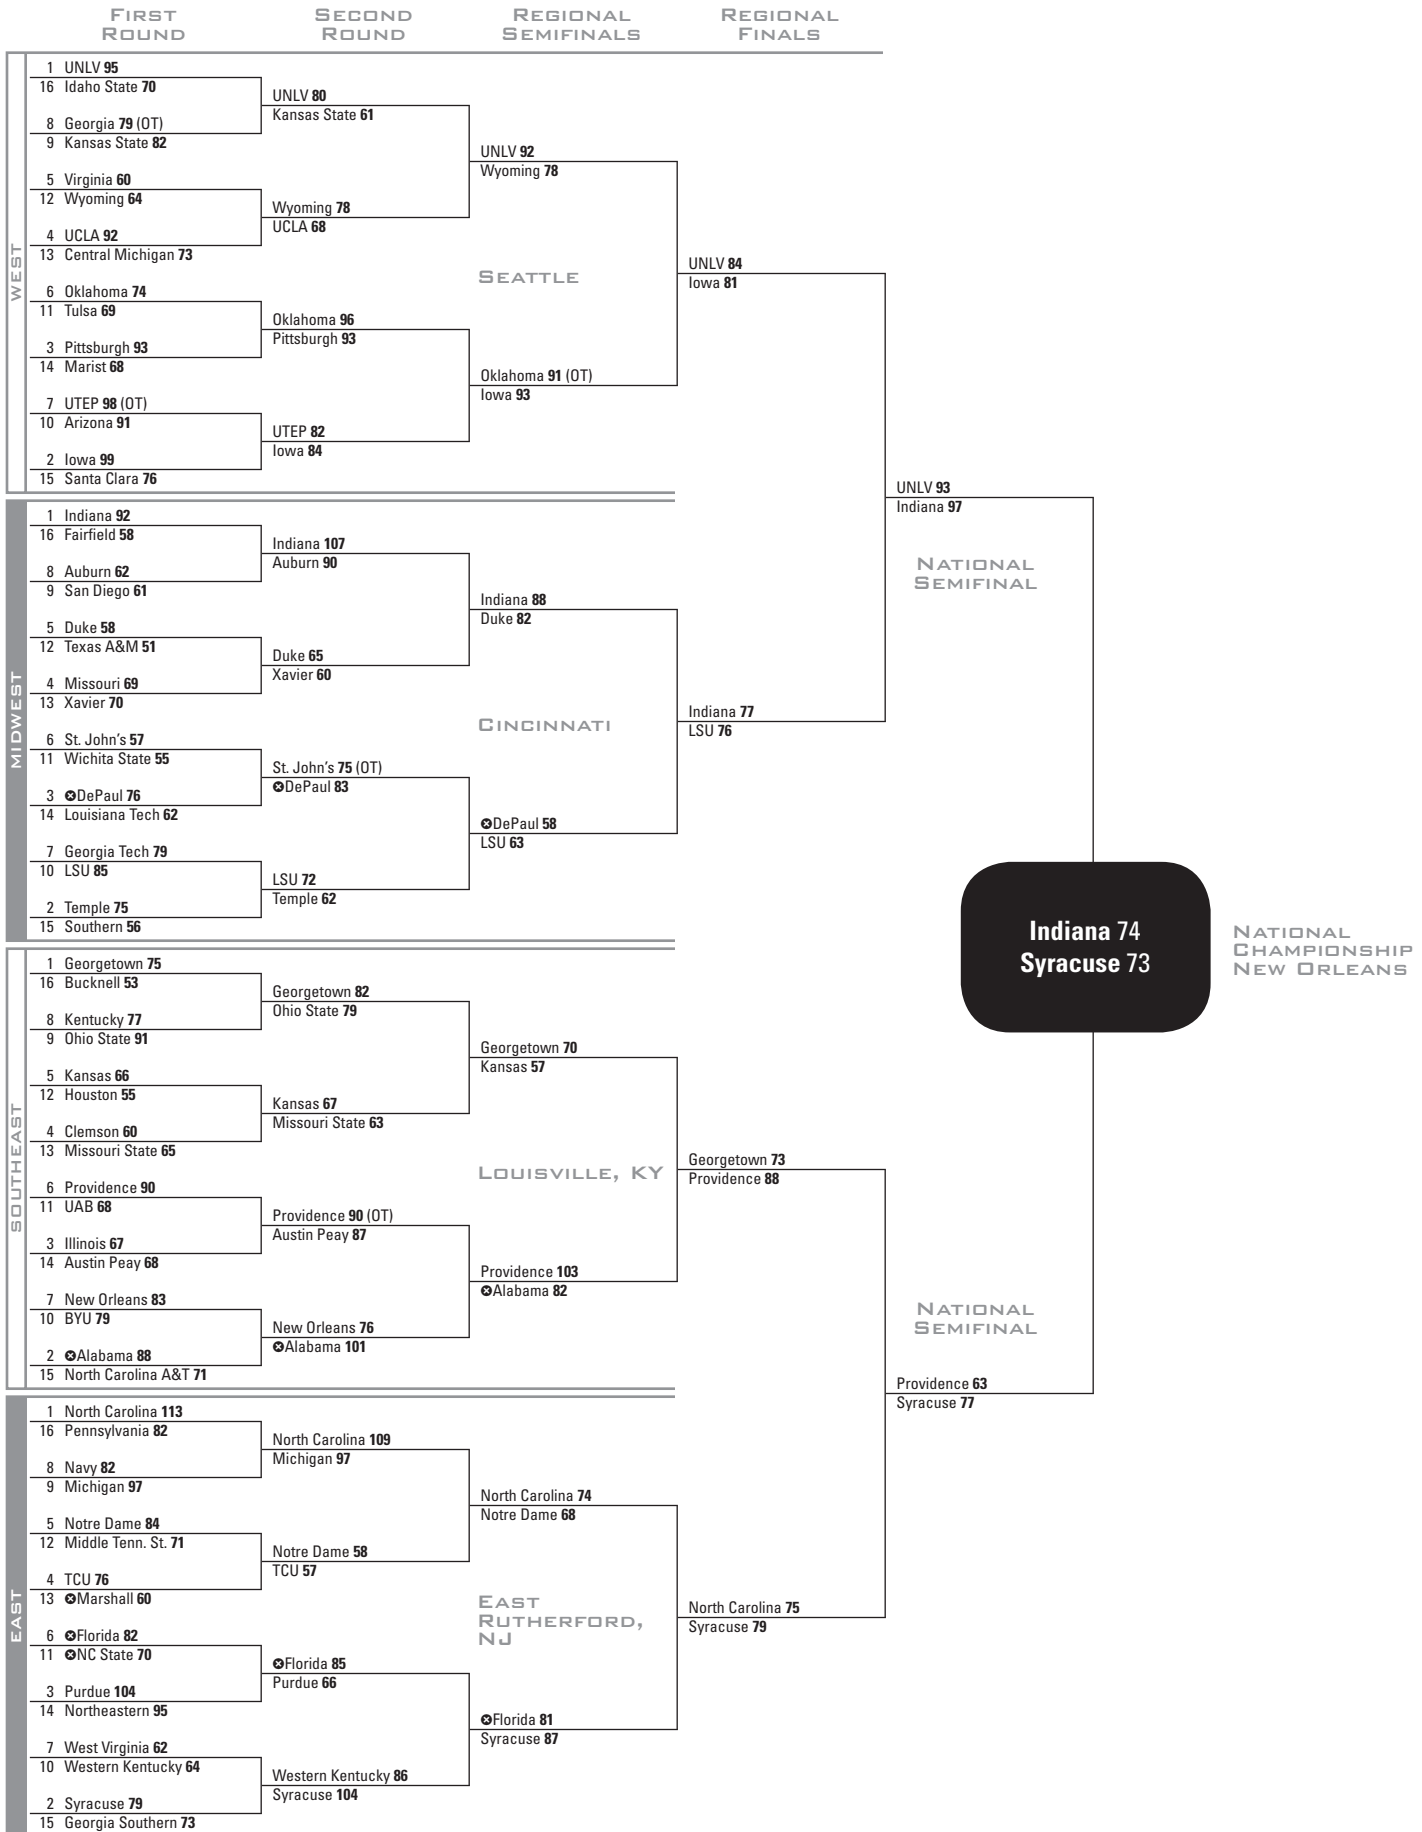 FIRST ROUND
SECOND ROUND
REGIONAL SEMIFINALS
REGIONAL FINALS
WEST
1 UNLV 95
16 Idaho State 70
8 Georgia 79 (OT)
9 Kansas State 82
5 Virginia 60
12 Wyoming 64
4 UCLA 92
13 Central Michigan 73
6 Oklahoma 74
11 Tulsa 69
3 Pittsburgh 93
14 Marist 68
7 UTEP 98 (OT)
10 Arizona 91
2 Iowa 99
15 Santa Clara 76
UNLV 80
Kansas State 61
Wyoming 78
UCLA 68
Oklahoma 96
Pittsburgh 93
UTEP 82
Iowa 84
UNLV 92
Wyoming 78
SEATTLE
Oklahoma 91 (OT)
Iowa 93
UNLV 84
Iowa 81
MIDWEST
1 Indiana 92
16 Fairfield 58
8 Auburn 62
9 San Diego 61
5 Duke 58
12 Texas A&M 51
4 Missouri 69
13 Xavier 70
6 St. John's 57
11 Wichita State 55
3 ✪DePaul 76
14 Louisiana Tech 62
7 Georgia Tech 79
10 LSU 85
2 Temple 75
15 Southern 56
Indiana 107
Auburn 90
Duke 65
Xavier 60
St. John's 75 (OT)
✪DePaul 83
LSU 72
Temple 62
Indiana 88
Duke 82
CINCINNATI
✪DePaul 58
LSU 63
Indiana 77
LSU 76
SOUTHEAST
1 Georgetown 75
16 Bucknell 53
8 Kentucky 77
9 Ohio State 91
5 Kansas 66
12 Houston 55
4 Clemson 60
13 Missouri State 65
6 Providence 90
11 UAB 68
3 Illinois 67
14 Austin Peay 68
7 New Orleans 83
10 BYU 79
2 ✪Alabama 88
15 North Carolina A&T 71
Georgetown 82
Ohio State 79
Kansas 67
Missouri State 63
Providence 90 (OT)
Austin Peay 87
New Orleans 76
✪Alabama 101
Georgetown 70
Kansas 57
LOUISVILLE, KY
Providence 103
✪Alabama 82
Georgetown 73
Providence 88
EAST
1 North Carolina 113
16 Pennsylvania 82
8 Navy 82
9 Michigan 97
5 Notre Dame 84
12 Middle Tenn. St. 71
4 TCU 76
13 ✪Marshall 60
6 ✪Florida 82
11 ✪NC State 70
3 Purdue 104
14 Northeastern 95
7 West Virginia 62
10 Western Kentucky 64
2 Syracuse 79
15 Georgia Southern 73
North Carolina 109
Michigan 97
Notre Dame 58
TCU 57
✪Florida 85
Purdue 66
Western Kentucky 86
Syracuse 104
North Carolina 74
Notre Dame 68
EAST
RUTHERFORD,
NJ
✪Florida 81
Syracuse 87
North Carolina 75
Syracuse 79
UNLV 93
Indiana 97
NATIONAL
SEMIFINAL
NATIONAL
SEMIFINAL
Providence 63
Syracuse 77
Indiana 74
Syracuse 73
NATIONAL
CHAMPIONSHIP
NEW ORLEANS